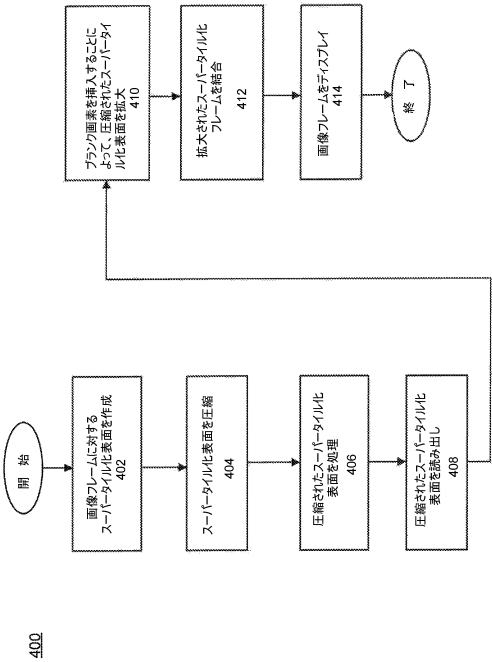 400
開 始
画像フレームに対する
スーパータイル化表面を作成
402
スーパータイル化表面を圧縮
404
圧縮されたスーパータイル化
表面を処理
406
圧縮されたスーパータイル化
表面を読み出し
408
ブランク画素を挿入することに
よって、圧縮されたスーパータイ
ル化表面を拡大
410
拡大されたスーパータイル化
フレームを結合
412
画像フレームをディスプレイ
414
終 了